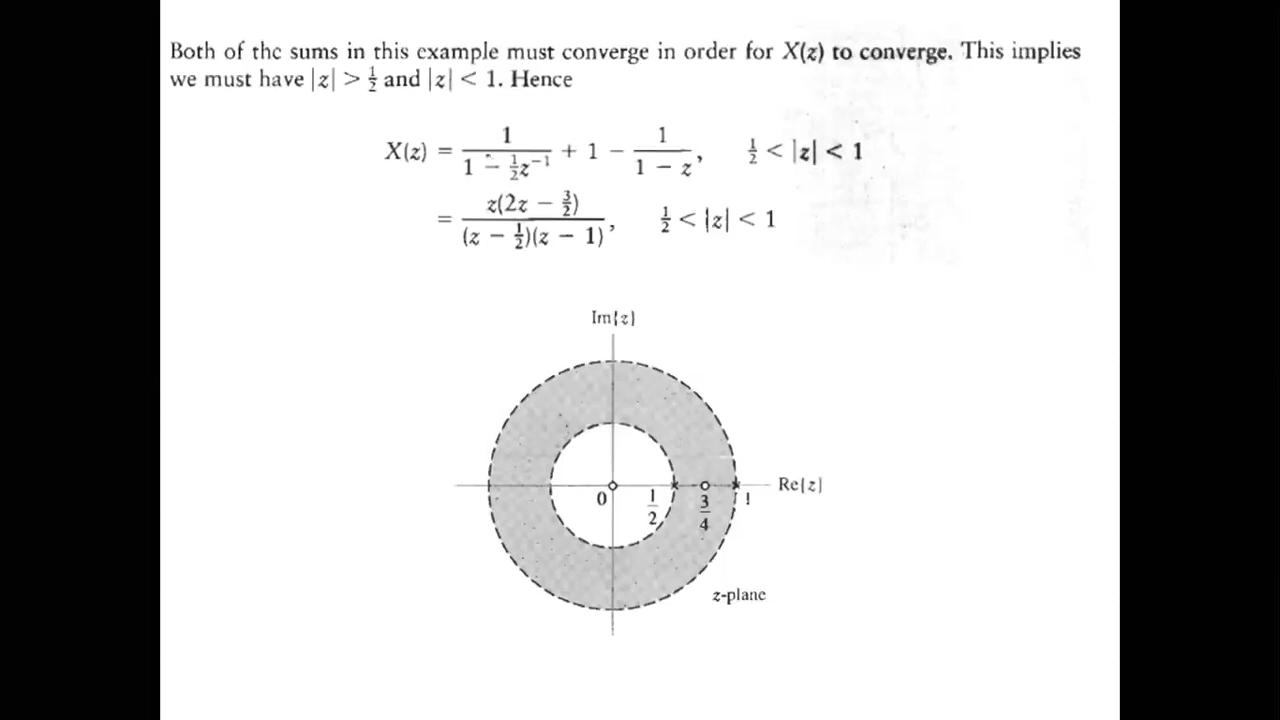 Both of the sums in this example must converge in order for X(z) to converge. This implies
we must have |z| > 1/2 and |z| < 1. Hence
X(z) = 1/(1 - 1/2 z^-1) + 1 - 1/(1 - z), 1/2 < |z| < 1
= z(2z - 3/2)/((z - 1/2)(z - 1)), 1/2 < |z| < 1
Im{z}
Re{z}
0 1/2 3/4 1
z-plane